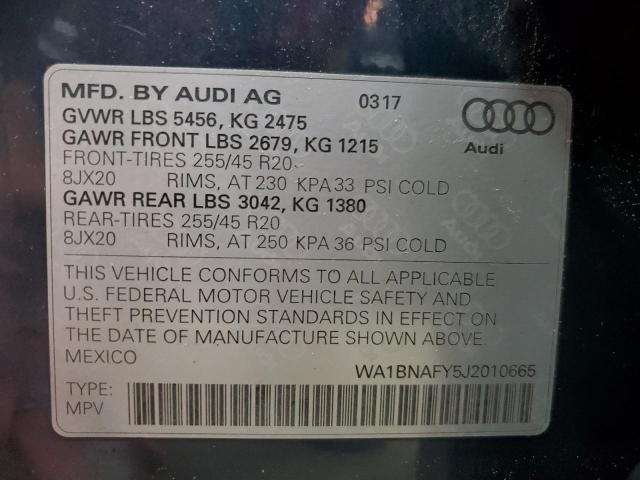 MFD. BY AUDI AG 0317
GVWR LBS 5456, KG 2475
GAWR FRONT LBS 2679, KG 1215
Audi
FRONT-TIRES 255/45 R20
8JX20 RIMS, AT 230 KPA 33 PSI COLD
GAWR REAR LBS 3042, KG 1380
REAR-TIRES 255/45 R20
8JX20 RIMS, AT 250 KPA 36 PSI COLD
THIS VEHICLE CONFORMS TO ALL APPLICABLE
U.S. FEDERAL MOTOR VEHICLE SAFETY AND
THEFT PREVENTION STANDARDS IN EFFECT ON
THE DATE OF MANUFACTURE SHOWN ABOVE.
MEXICO WA1BNAFY5J2010665
TYPE:
MPV